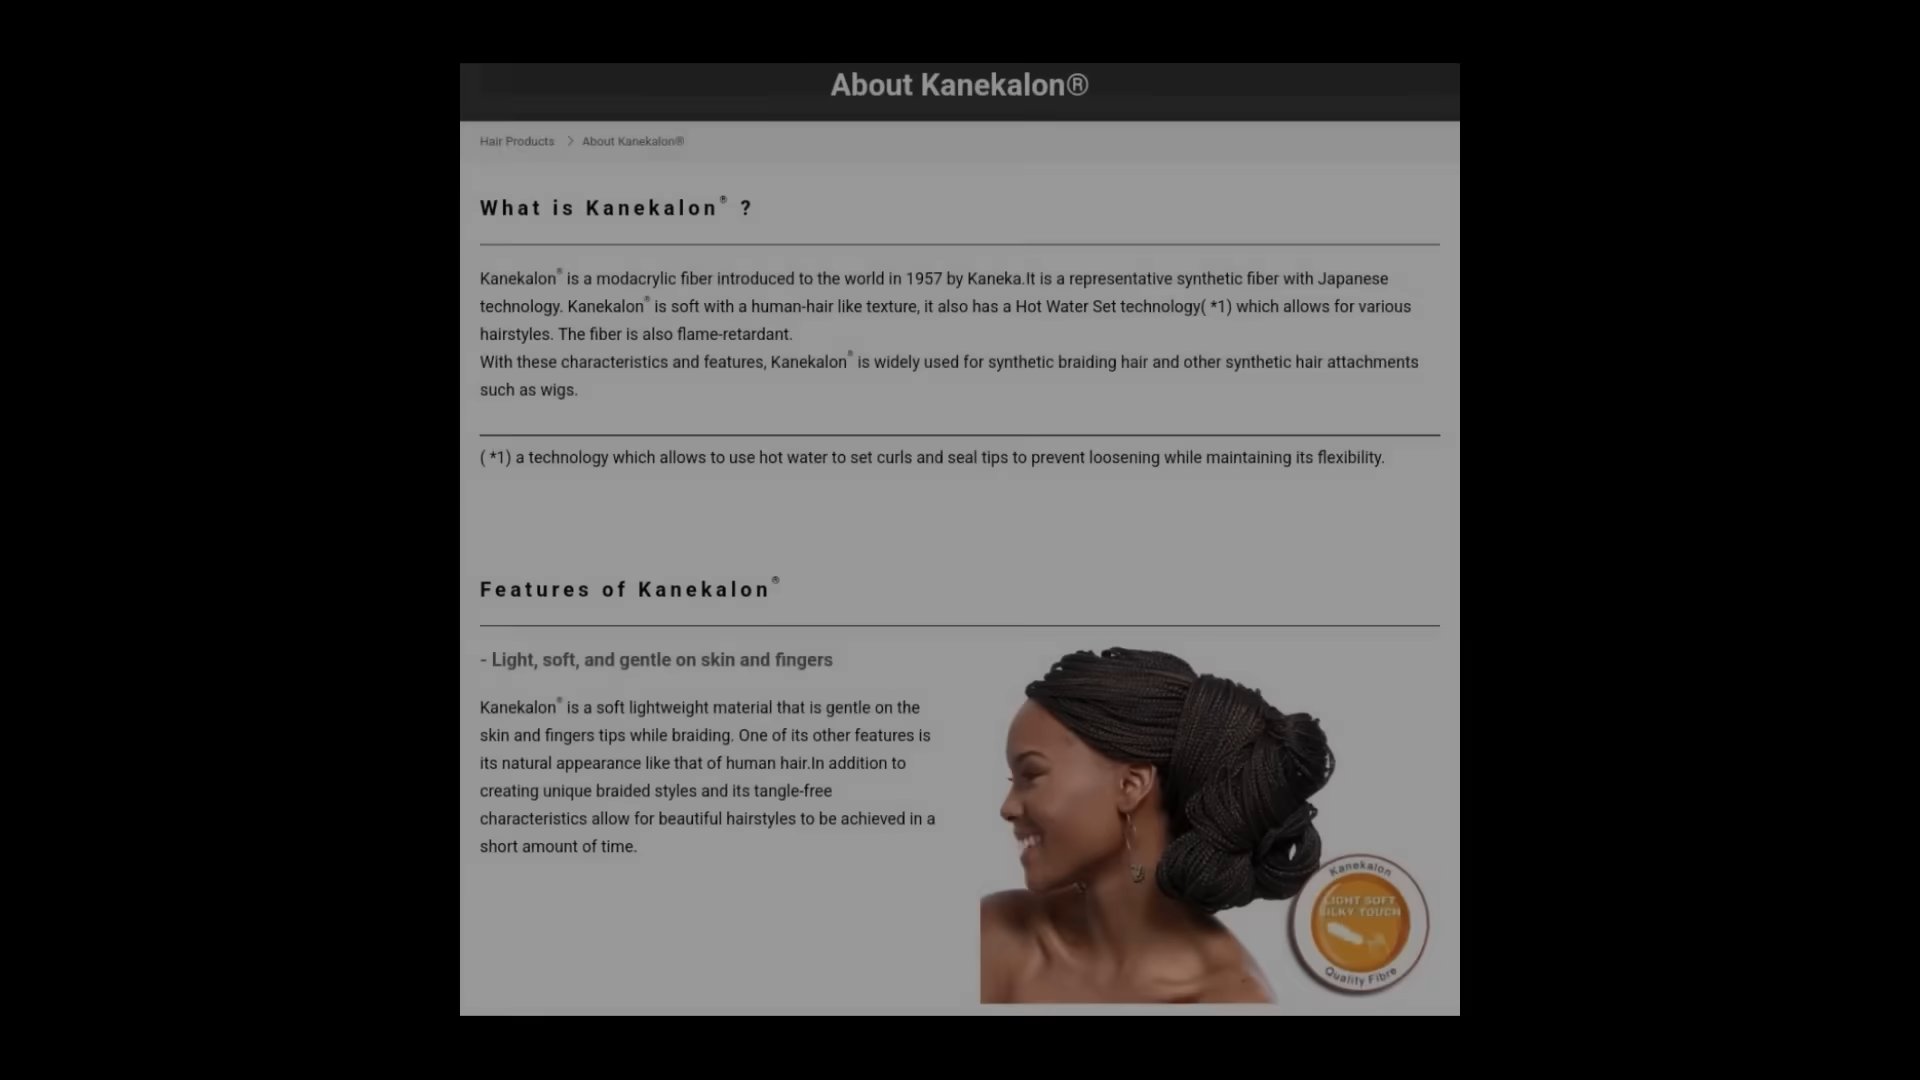 About Kanekalon®
Hair Products > About Kanekalon®
What is Kanekalon® ?
Kanekalon® is a modacrylic fiber introduced to the world in 1957 by Kaneka.It is a representative synthetic fiber with Japanese
technology. Kanekalon® is soft with a human-hair like texture, it also has a Hot Water Set technology( *1) which allows for various
hairstyles. The fiber is also flame-retardant.
With these characteristics and features, Kanekalon® is widely used for synthetic braiding hair and other synthetic hair attachments
such as wigs.
( *1) a technology which allows to use hot water to set curls and seal tips to prevent loosening while maintaining its flexibility.
Features of Kanekalon®
- Light, soft, and gentle on skin and fingers
Kanekalon® is a soft lightweight material that is gentle on the
skin and fingers tips while braiding. One of its other features is
its natural appearance like that of human hair.In addition to
creating unique braided styles and its tangle-free
characteristics allow for beautiful hairstyles to be achieved in a
short amount of time.
Kanekalon
LIGHT SOFT
SILKY TOUCH
Quality Fibre